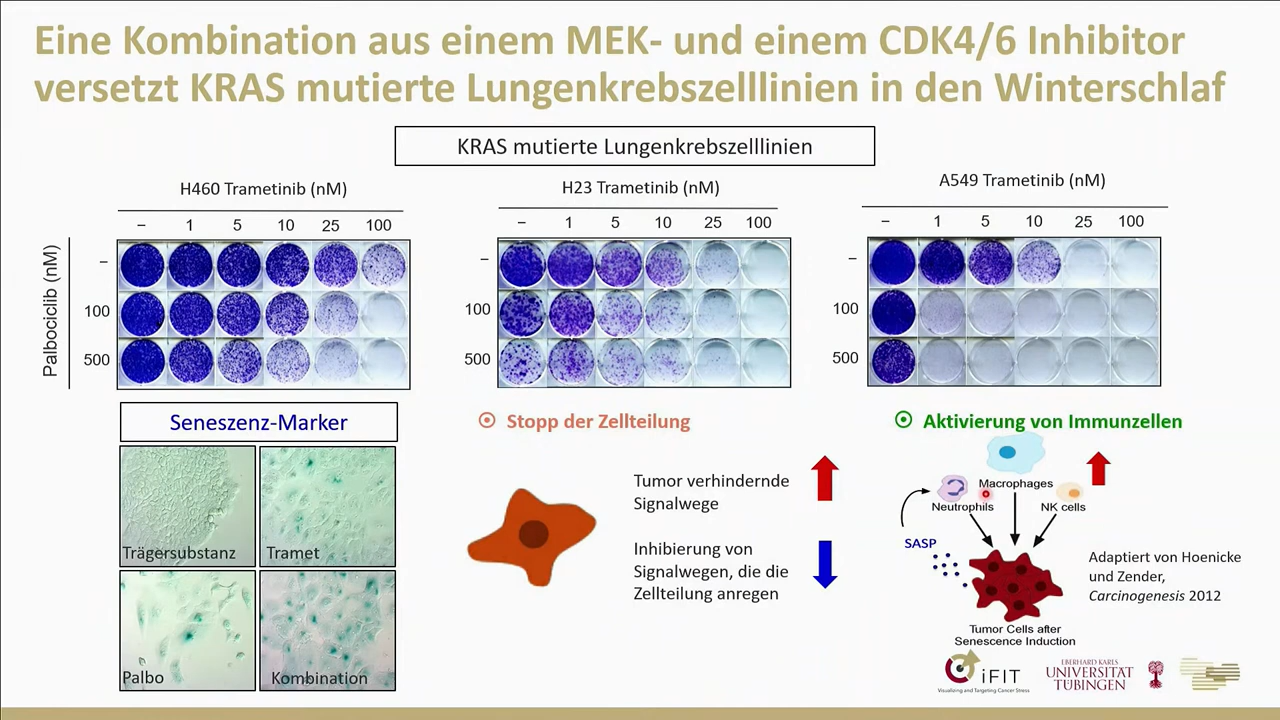 Eine Kombination aus einem MEK- und einem CDK4/6 Inhibitor
versetzt KRAS mutierte Lungenkrebszelllinien in den Winterschlaf
KRAS mutierte Lungenkrebszelllinien
H460 Trametinib (nM)
– 1 5 10 25 100
Palbociclib (nM)
–
100
500
H23 Trametinib (nM)
– 1 5 10 25 100
–
100
500
A549 Trametinib (nM)
– 1 5 10 25 100
–
100
500
Seneszenz-Marker
Trägersubstanz
Tramet
Palbo
Kombination
Stopp der Zellteilung
Tumor verhindernde
Signalwege
Inhibierung von
Signalwegen, die die
Zellteilung anregen
Aktivierung von Immunzellen
Macrophages
Neutrophils
NK cells
SASP
Tumor Cells after
Senescence Induction
Adaptiert von Hoenicke
und Zender,
Carcinogenesis 2012
iFIT
Visualizing and Targeting Cancer Stress
EBERHARD KARLS
UNIVERSITÄT
TÜBINGEN